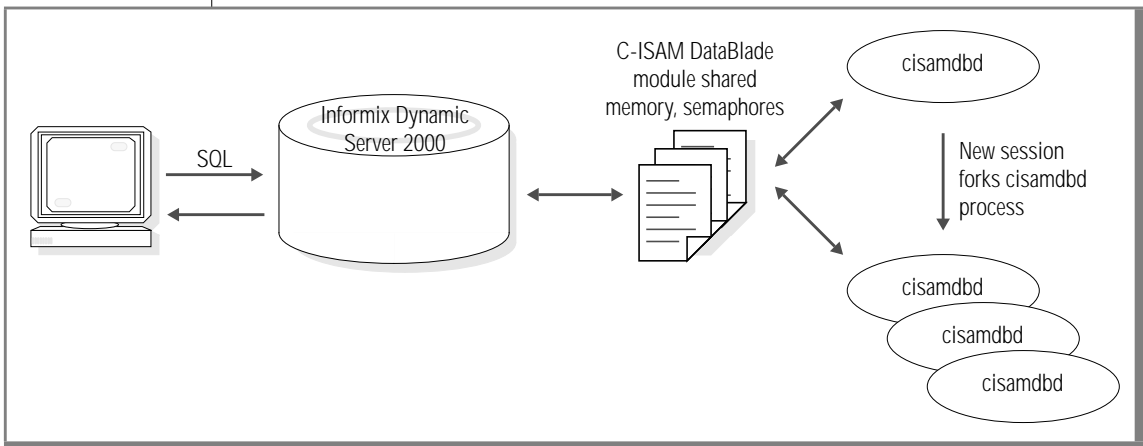 SQL
Informix Dynamic
Server 2000
C-ISAM DataBlade
module shared
memory, semaphores
cisamdbd
New session
forks cisamdbd
process
cisamdbd
cisamdbd
cisamdbd